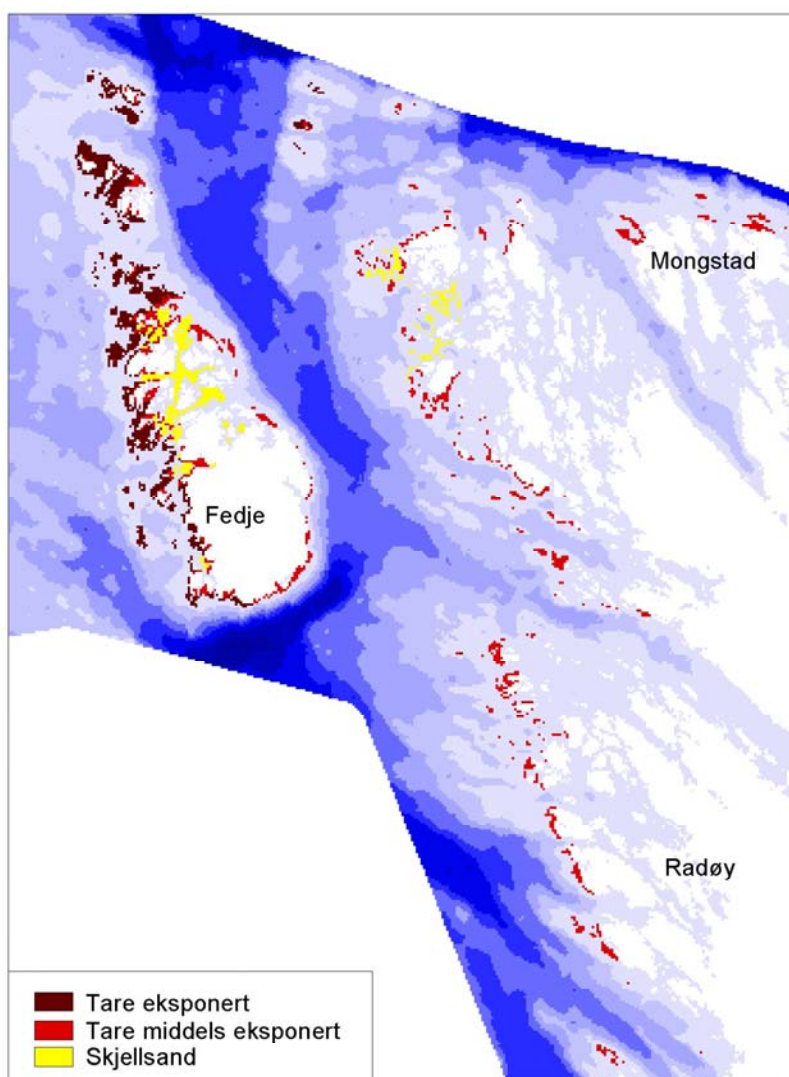 Mongstad
Fedje
Radøy
Tare eksponert
Tare middels eksponert
Skjellsand